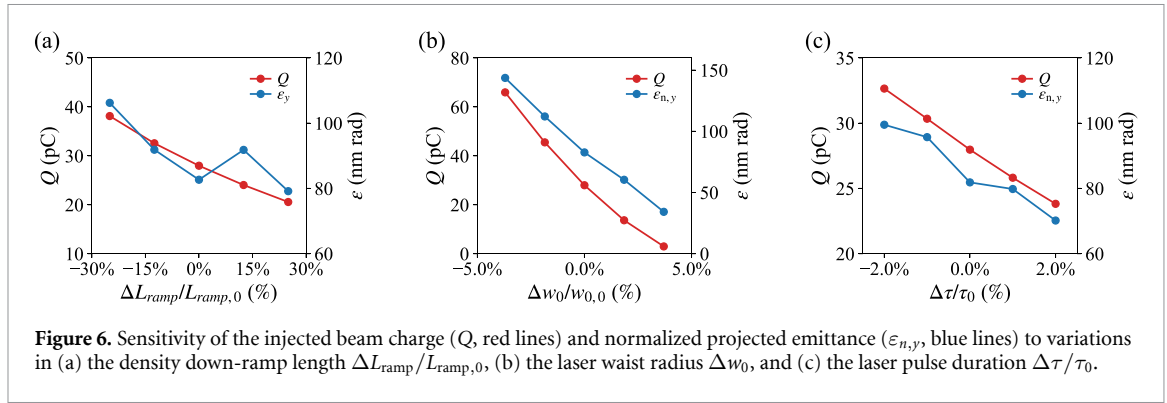 (a)
50
40
30
20
10
Q (pC)
120
100
80
60
ε (nm rad)
Q
ε_y
−30% −15% 0% 15% 30%
ΔL_ramp/L_ramp,0 (%)
(b)
80
60
40
20
0
Q (pC)
150
100
50
0
ε (nm rad)
Q
ε_n,y
−5.0% 0.0% 5.0%
Δw_0/w_0,0 (%)
(c)
35
30
25
20
Q (pC)
120
100
80
60
ε (nm rad)
Q
ε_n,y
−2.0% 0.0% 2.0%
Δτ/τ_0 (%)
Figure 6. Sensitivity of the injected beam charge (Q, red lines) and normalized projected emittance (ε_n,y, blue lines) to variations
in (a) the density down-ramp length ΔL_ramp/L_ramp,0, (b) the laser waist radius Δw_0, and (c) the laser pulse duration Δτ/τ_0.